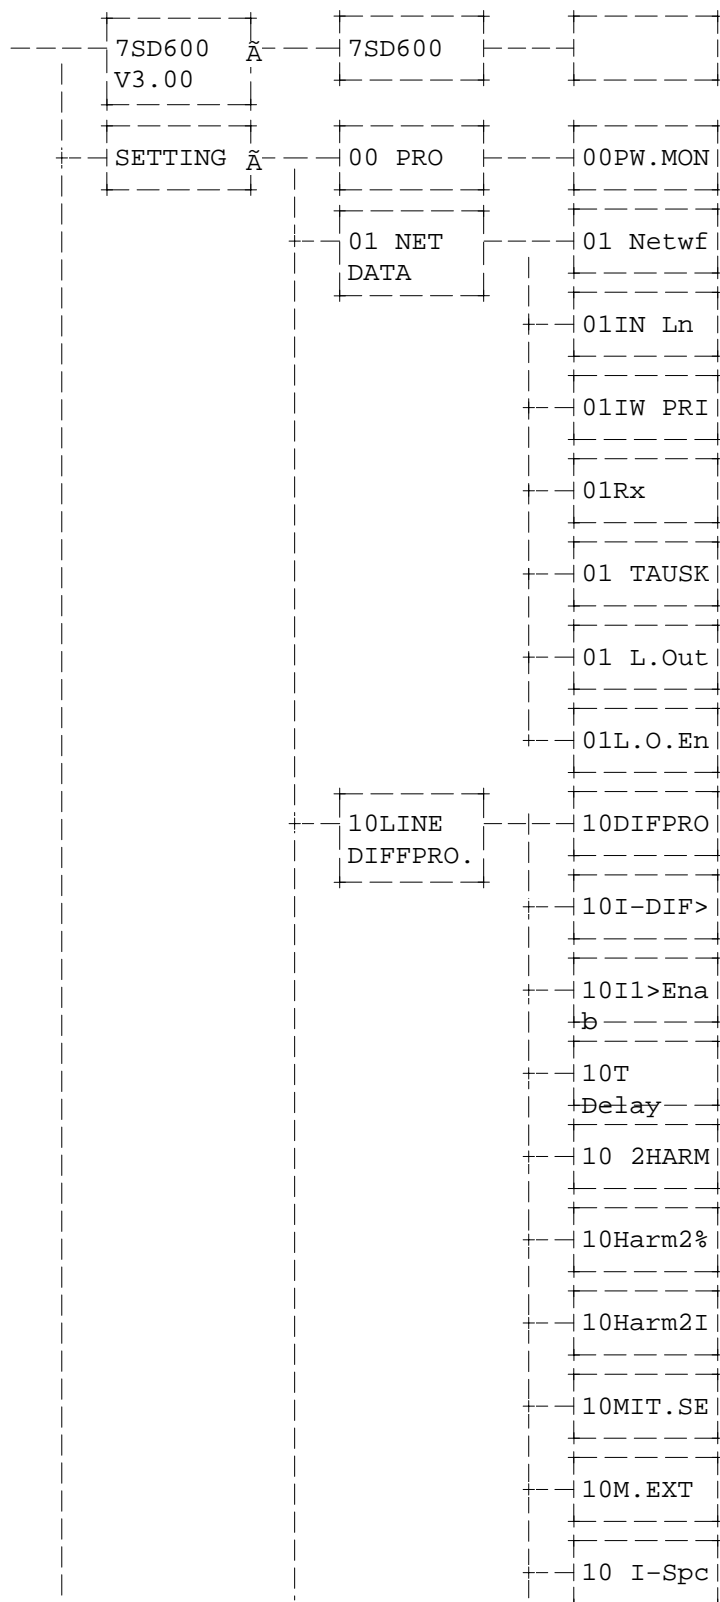 7SD600 Ã 7SD600
V3.00
SETTING Ã 00 PRO 00PW.MON
01 NET 01 Netwf
DATA
01IN Ln
01IW PRI
01Rx
01 TAUSK
01 L.Out
01L.O.En
10LINE 10DIFPRO
DIFFPRO.
10I-DIF>
10I1>Ena
b
10T
Delay
10 2HARM
10Harm2%
10Harm2I
10MIT.SE
10M.EXT
10 I-Spc